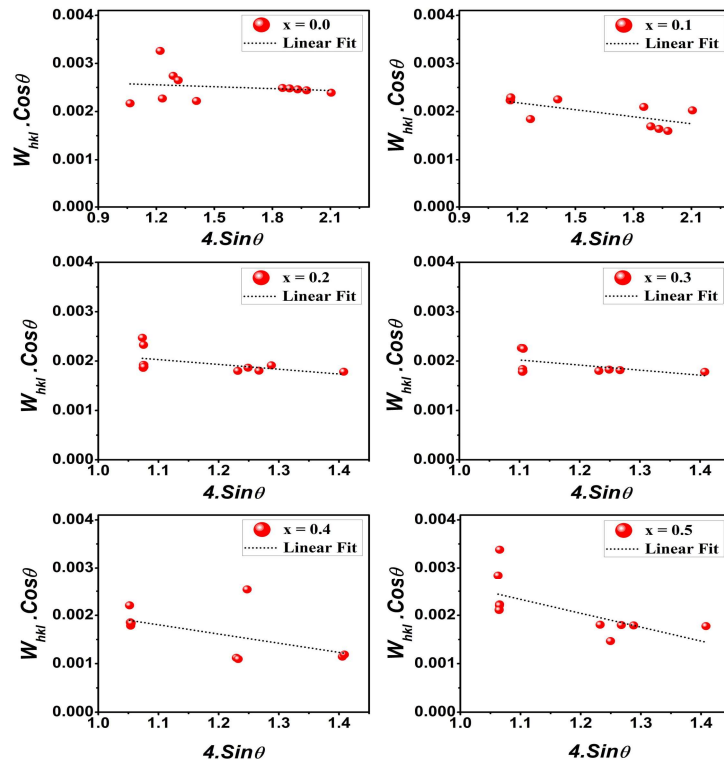 0.004
0.003
0.002
0.001
0.000
W_hkl .Cosθ
x = 0.0
Linear Fit
0.9 1.2 1.5 1.8 2.1
4.Sinθ
0.004
0.003
0.002
0.001
0.000
W_hkl .Cosθ
x = 0.1
Linear Fit
0.9 1.2 1.5 1.8 2.1
4.Sinθ
0.004
0.003
0.002
0.001
0.000
W_hkl .Cosθ
x = 0.2
Linear Fit
1.0 1.1 1.2 1.3 1.4
4.Sinθ
0.004
0.003
0.002
0.001
0.000
W_hkl .Cosθ
x = 0.3
Linear Fit
1.0 1.1 1.2 1.3 1.4
4.Sinθ
0.004
0.003
0.002
0.001
0.000
W_hkl .Cosθ
x = 0.4
Linear Fit
1.0 1.1 1.2 1.3 1.4
4.Sinθ
0.004
0.003
0.002
0.001
0.000
W_hkl .Cosθ
x = 0.5
Linear Fit
1.0 1.1 1.2 1.3 1.4
4.Sinθ